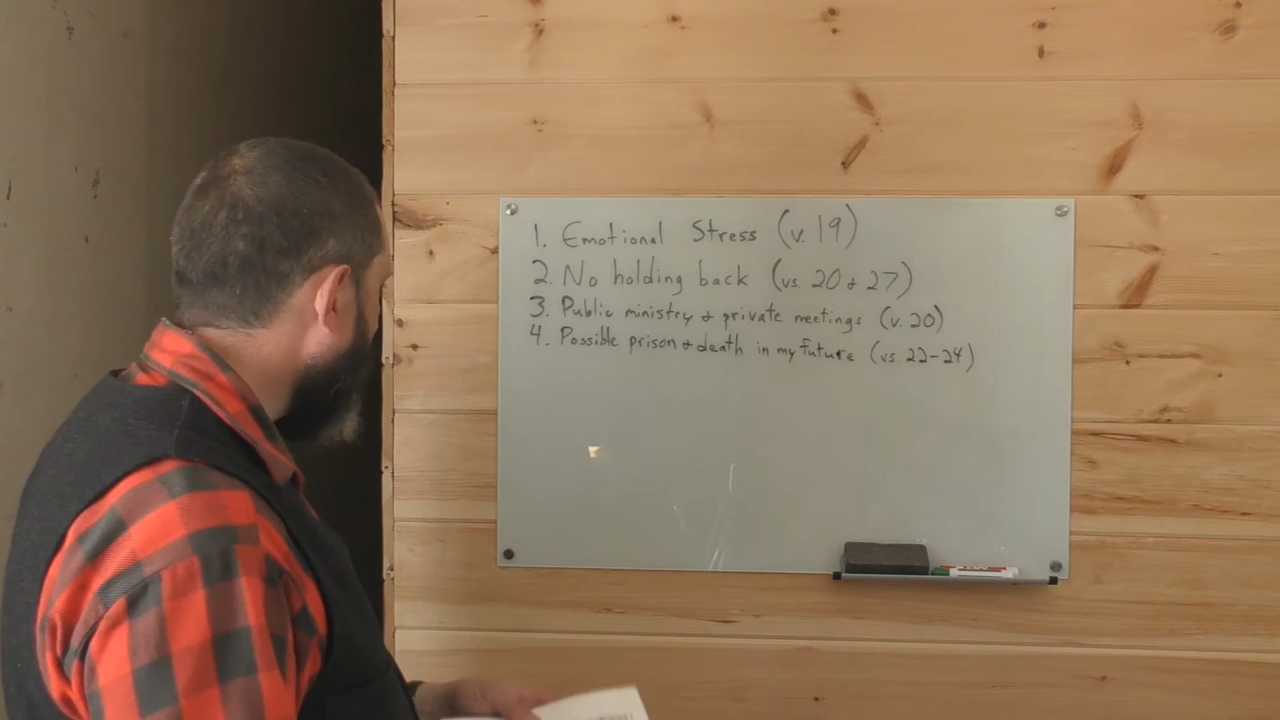 1. Emotional Stress (v. 19)
2. No holding back (vs. 20 & 27)
3. Public ministry & private meetings (v. 20)
4. Possible prison & death in my future (vs. 22-24)